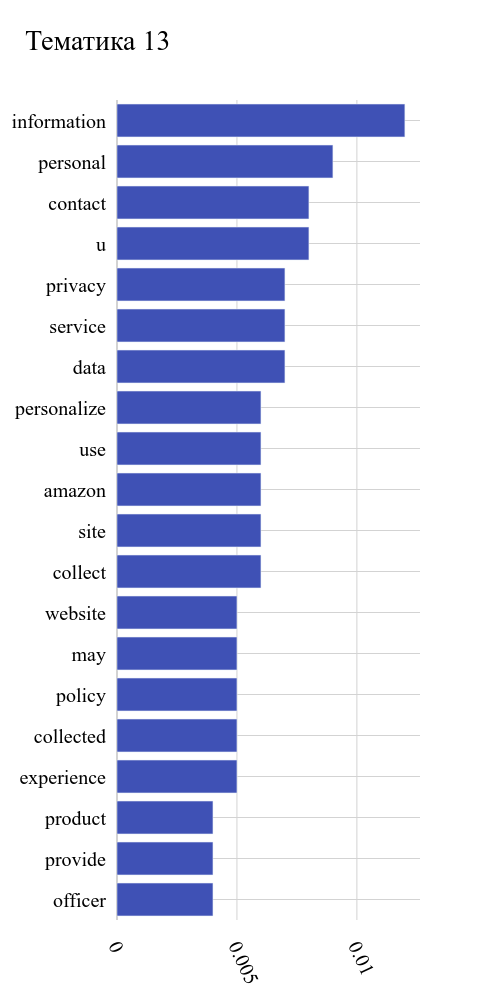 Тематика 13
information
personal
contact
u
privacy
service
data
personalize
use
amazon
site
collect
website
may
policy
collected
experience
product
provide
officer
0
0.005
0.01